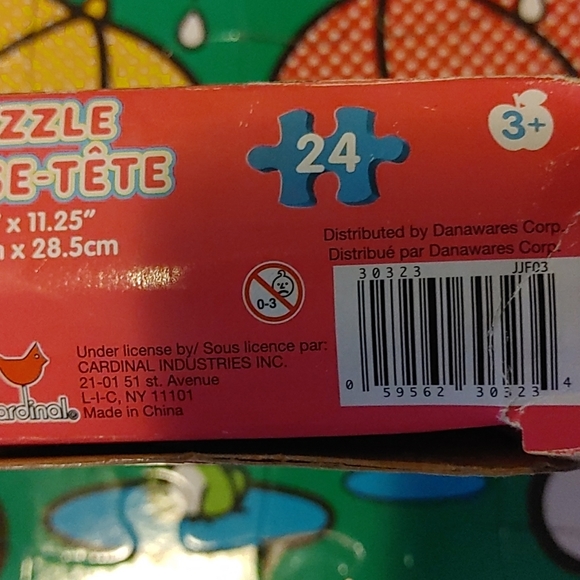 ZZLE
SE-TÊTE
x 11.25"
x 28.5cm
24
3+
0-3
Distributed by Danawares Corp.
Distribué par Danawares Corp.
30323 JJF03
0 59562 30323 4
Under license by/ Sous licence par:
CARDINAL INDUSTRIES INC.
21-01 51 st. Avenue
L-I-C, NY 11101
Made in China
ardinal